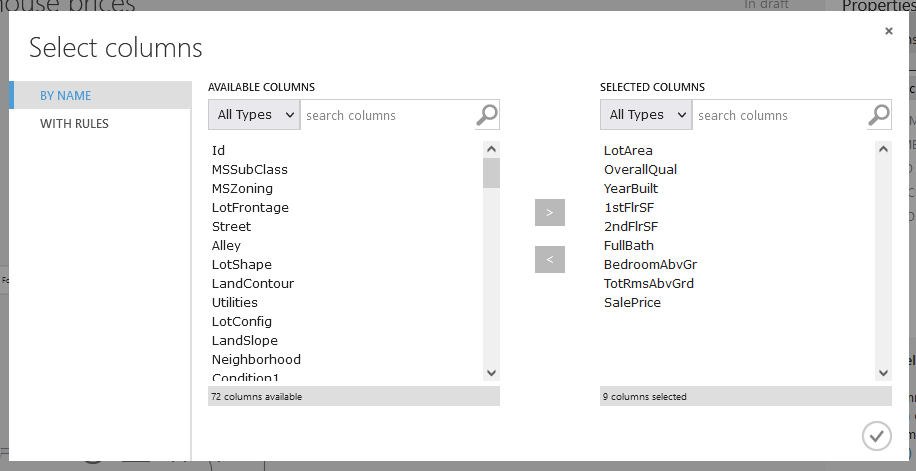 house prices
In draft
Properties
Select columns
×
BY NAME
WITH RULES
AVAILABLE COLUMNS
All Types
search columns
Id
MSSubClass
MSZoning
LotFrontage
Street
Alley
LotShape
LandContour
Utilities
LotConfig
LandSlope
Neighborhood
Condition1
72 columns available
>
<
SELECTED COLUMNS
All Types
search columns
LotArea
OverallQual
YearBuilt
1stFlrSF
2ndFlrSF
FullBath
BedroomAbvGr
TotRmsAbvGrd
SalePrice
9 columns selected